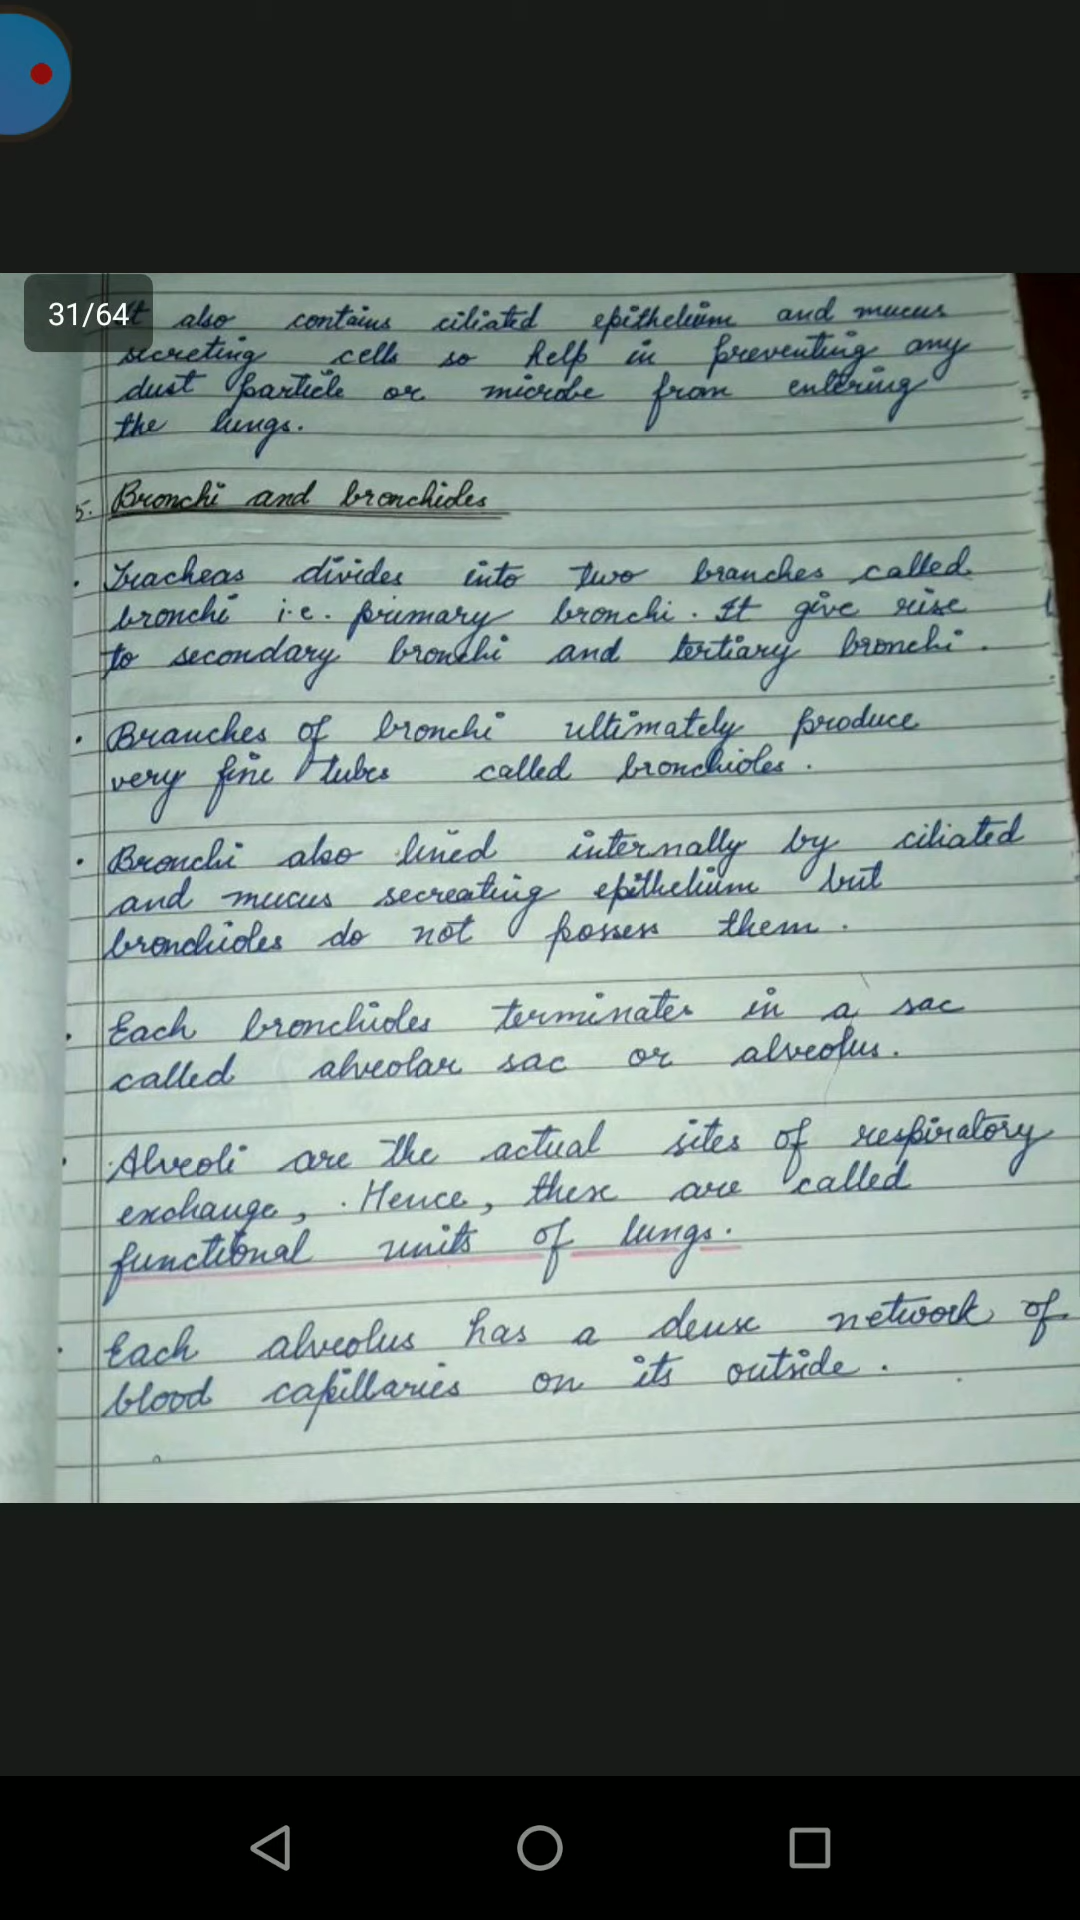 31/64
It also contains ciliated epithelium and mucus
secreting cells so help in preventing any
dust particle or microbe from entering
the lungs.
5. Bronchi and bronchioles
. Tracheas divides into two branches called
bronchi i.e. primary bronchi. It give rise
to secondary bronchi and tertiary bronchi.
. Branches of bronchi ultimately produce
very fine tubes called bronchioles.
. Bronchi also lined internally by ciliated
and mucus secreating epithelium but
bronchioles do not possess them.
. Each bronchioles terminates in a sac
called alveolar sac or alveolus.
. Alveoli are the actual sites of respiratory
exchange, . Hence, these are called
functional units of lungs.
. Each alveolus has a dense network of
blood capillaries on its outside.